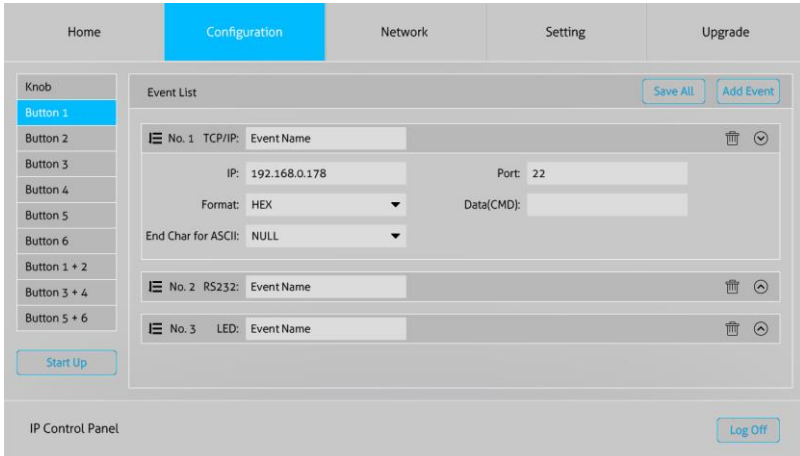 Home Configuration Network Setting Upgrade
Knob
Button 1
Button 2
Button 3
Button 4
Button 5
Button 6
Button 1 + 2
Button 3 + 4
Button 5 + 6
Start Up
Event List Save All Add Event
No. 1 TCP/IP: Event Name
IP: 192.168.0.178 Port: 22
Format: HEX Data(CMD):
End Char for ASCII: NULL
No. 2 RS232: Event Name
No. 3 LED: Event Name
IP Control Panel Log Off